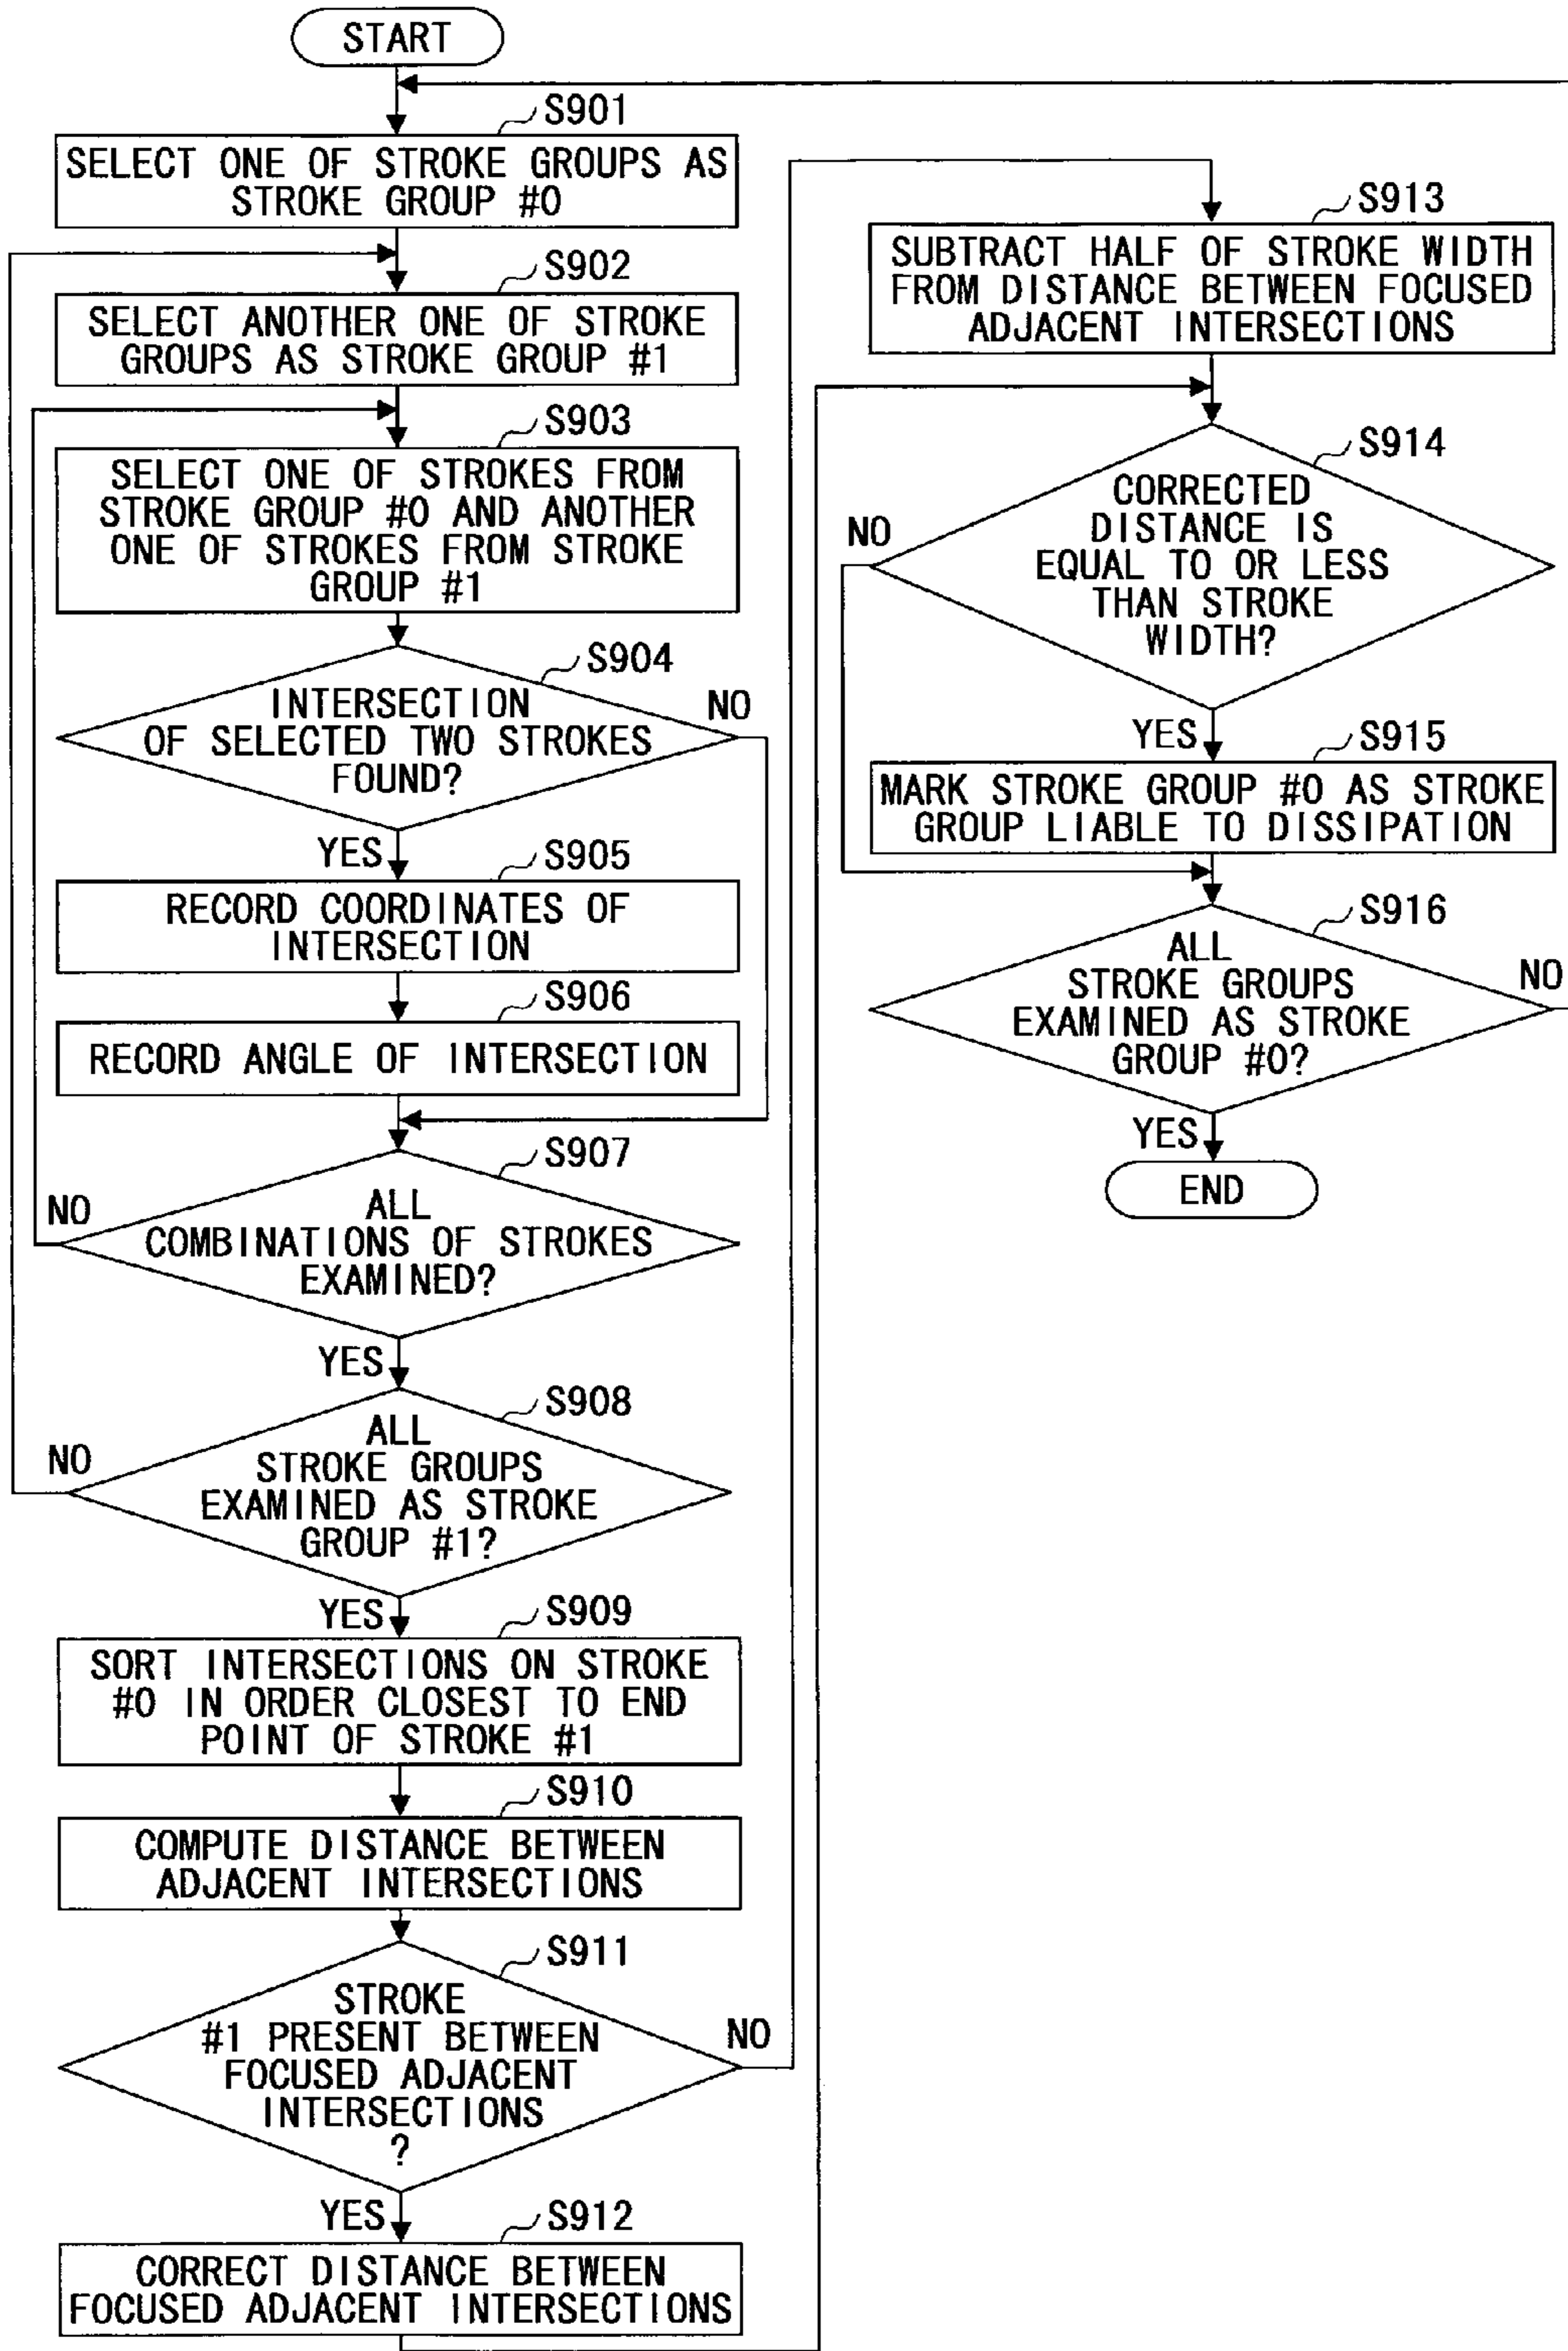 START
S901
SELECT ONE OF STROKE GROUPS AS
STROKE GROUP #0
S902
SELECT ANOTHER ONE OF STROKE
GROUPS AS STROKE GROUP #1
S903
SELECT ONE OF STROKES FROM
STROKE GROUP #0 AND ANOTHER
ONE OF STROKES FROM STROKE
GROUP #1
S904
INTERSECTION
OF SELECTED TWO STROKES
FOUND?
NO
YES
S905
RECORD COORDINATES OF
INTERSECTION
S906
RECORD ANGLE OF INTERSECTION
S907
ALL
COMBINATIONS OF STROKES
EXAMINED?
NO
YES
S908
ALL
STROKE GROUPS
EXAMINED AS STROKE
GROUP #1?
NO
YES
S909
SORT INTERSECTIONS ON STROKE
#0 IN ORDER CLOSEST TO END
POINT OF STROKE #1
S910
COMPUTE DISTANCE BETWEEN
ADJACENT INTERSECTIONS
S911
STROKE
#1 PRESENT BETWEEN
FOCUSED ADJACENT
INTERSECTIONS
?
NO
YES
S912
CORRECT DISTANCE BETWEEN
FOCUSED ADJACENT INTERSECTIONS
S913
SUBTRACT HALF OF STROKE WIDTH
FROM DISTANCE BETWEEN FOCUSED
ADJACENT INTERSECTIONS
S914
CORRECTED
DISTANCE IS
EQUAL TO OR LESS
THAN STROKE
WIDTH?
NO
YES
S915
MARK STROKE GROUP #0 AS STROKE
GROUP LIABLE TO DISSIPATION
S916
ALL
STROKE GROUPS
EXAMINED AS STROKE
GROUP #0?
NO
YES
END